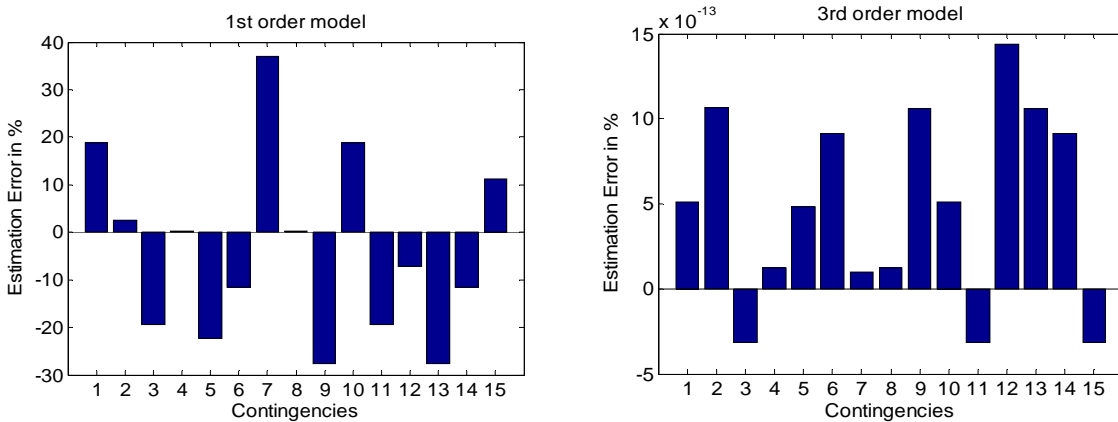 1st order model
Estimation Error in %
40
30
20
10
0
-10
-20
-30
1 2 3 4 5 6 7 8 9 10 11 12 13 14 15
Contingencies
3rd order model
x 10-13
Estimation Error in %
15
10
5
0
-5
1 2 3 4 5 6 7 8 9 10 11 12 13 14 15
Contingencies